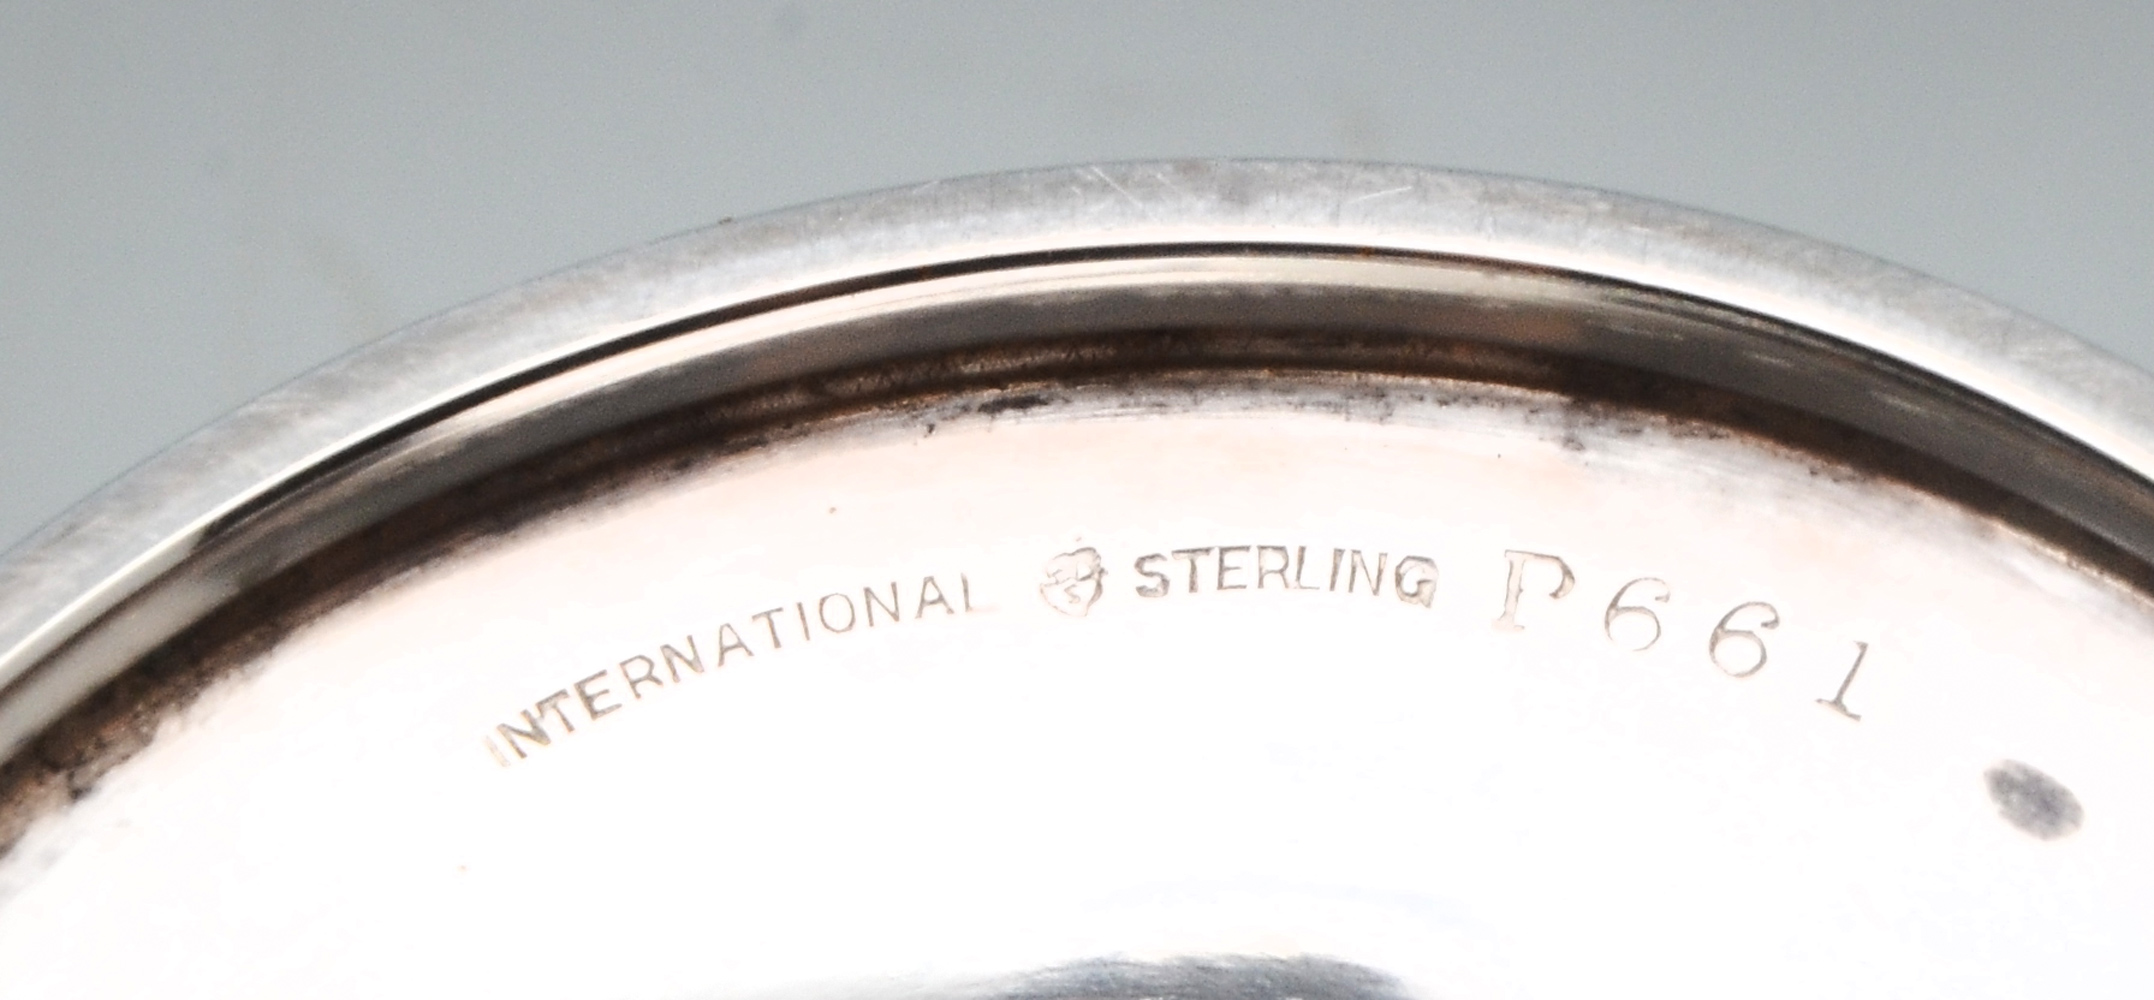 INTERNATIONAL STERLING P661